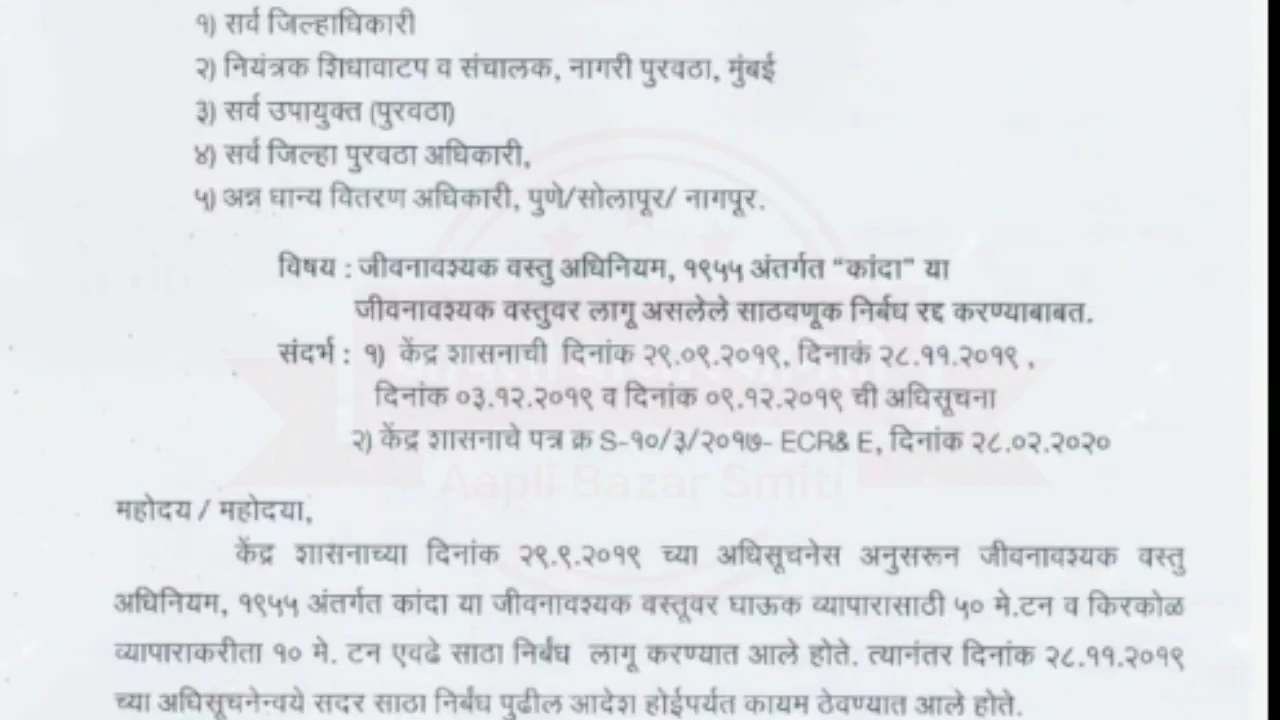 १) सर्व जिल्हाधिकारी
२) नियंत्रक शिधावाटप व संचालक, नागरी पुरवठा, मुंबई
३) सर्व उपायुक्त (पुरवठा)
४) सर्व जिल्हा पुरवठा अधिकारी,
५) अन्न धान्य वितरण अधिकारी, पुणे/सोलापूर/ नागपूर.
विषय : जीवनावश्यक वस्तु अधिनियम, १९५५ अंतर्गत “कांदा” या
जीवनावश्यक वस्तुवर लागू असलेले साठवणूक निर्बंध रद्द करण्याबाबत.
संदर्भ : १) केंद्र शासनाची दिनांक २९.०९.२०१९, दिनाकं २८.११.२०१९ ,
दिनांक ०३.१२.२०१९ व दिनांक ०९.१२.२०१९ ची अधिसूचना
२) केंद्र शासनाचे पत्र क्र S-१०/३/२०१७- ECR& E, दिनांक २८.०२.२०२०
Aapli Bazar Smiti
महोदय / महोदया,
केंद्र शासनाच्या दिनांक २९.९.२०१९ च्या अधिसूचनेस अनुसरून जीवनावश्यक वस्तु
अधिनियम, १९५५ अंतर्गत कांदा या जीवनावश्यक वस्तूवर घाऊक व्यापारासाठी ५० मे.टन व किरकोळ
व्यापाराकरीता १० मे. टन एवढे साठा निर्बंध लागू करण्यात आले होते. त्यानंतर दिनांक २८.११.२०१९
च्या अधिसूचनेन्वये सदर साठा निर्बंध पुढील आदेश होईपर्यत कायम ठेवण्यात आले होते.